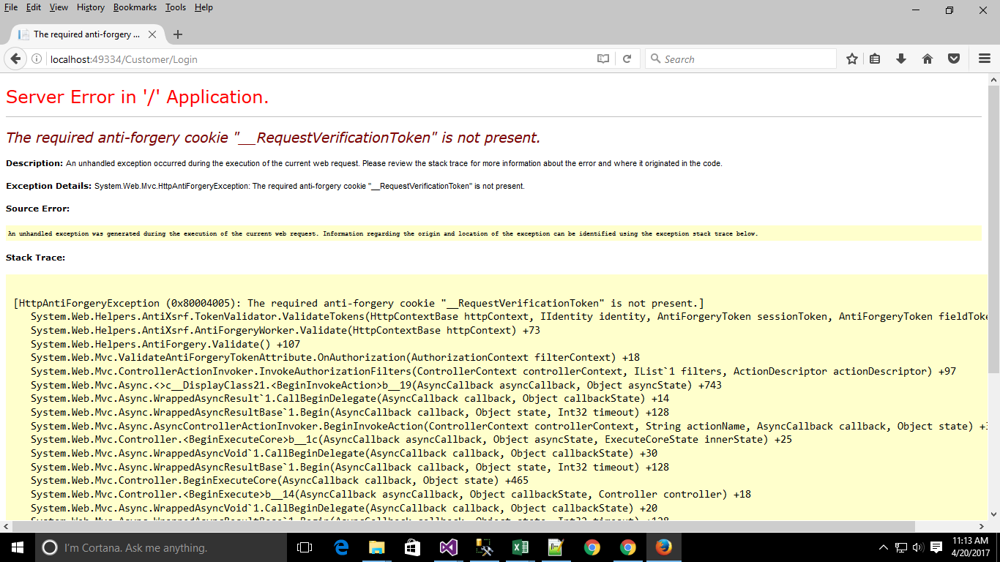 File Edit View History Bookmarks Tools Help
The required anti-forgery ...
localhost:49334/Customer/Login
Search
Server Error in '/' Application.
The required anti-forgery cookie "__RequestVerificationToken" is not present.
Description: An unhandled exception occurred during the execution of the current web request. Please review the stack trace for more information about the error and where it originated in the code.
Exception Details: System.Web.Mvc.HttpAntiForgeryException: The required anti-forgery cookie "__RequestVerificationToken" is not present.
Source Error:
An unhandled exception was generated during the execution of the current web request. Information regarding the origin and location of the exception can be identified using the exception stack trace below.
Stack Trace:
[HttpAntiForgeryException (0x80004005): The required anti-forgery cookie "__RequestVerificationToken" is not present.]
System.Web.Helpers.AntiXsrf.TokenValidator.ValidateTokens(HttpContextBase httpContext, IIdentity identity, AntiForgeryToken sessionToken, AntiForgeryToken fieldToke
System.Web.Helpers.AntiXsrf.AntiForgeryWorker.Validate(HttpContextBase httpContext) +73
System.Web.Helpers.AntiForgery.Validate() +107
System.Web.Mvc.ValidateAntiForgeryTokenAttribute.OnAuthorization(AuthorizationContext filterContext) +18
System.Web.Mvc.ControllerActionInvoker.InvokeAuthorizationFilters(ControllerContext controllerContext, IList`1 filters, ActionDescriptor actionDescriptor) +97
System.Web.Mvc.Async.<>c__DisplayClass21.<BeginInvokeAction>b__19(AsyncCallback asyncCallback, Object asyncState) +743
System.Web.Mvc.Async.WrappedAsyncResult`1.CallBeginDelegate(AsyncCallback callback, Object callbackState) +14
System.Web.Mvc.Async.WrappedAsyncResultBase`1.Begin(AsyncCallback callback, Object state, Int32 timeout) +128
System.Web.Mvc.Async.AsyncControllerActionInvoker.BeginInvokeAction(ControllerContext controllerContext, String actionName, AsyncCallback callback, Object state) +
System.Web.Mvc.Controller.<BeginExecuteCore>b__1c(AsyncCallback asyncCallback, Object asyncState, ExecuteCoreState innerState) +25
System.Web.Mvc.Async.WrappedAsyncVoid`1.CallBeginDelegate(AsyncCallback callback, Object callbackState) +30
System.Web.Mvc.Async.WrappedAsyncResultBase`1.Begin(AsyncCallback callback, Object state, Int32 timeout) +128
System.Web.Mvc.Controller.BeginExecuteCore(AsyncCallback callback, Object state) +465
System.Web.Mvc.Controller.<BeginExecute>b__14(AsyncCallback asyncCallback, Object callbackState, Controller controller) +18
System.Web.Mvc.Async.WrappedAsyncVoid`1.CallBeginDelegate(AsyncCallback callback, Object callbackState) +20
System.Web.Mvc.Async.WrappedAsyncResultBase`1.Begin(AsyncCallback callback, Object state, Int32 timeout) +128
I'm Cortana. Ask me anything.
11:13 AM
4/20/2017